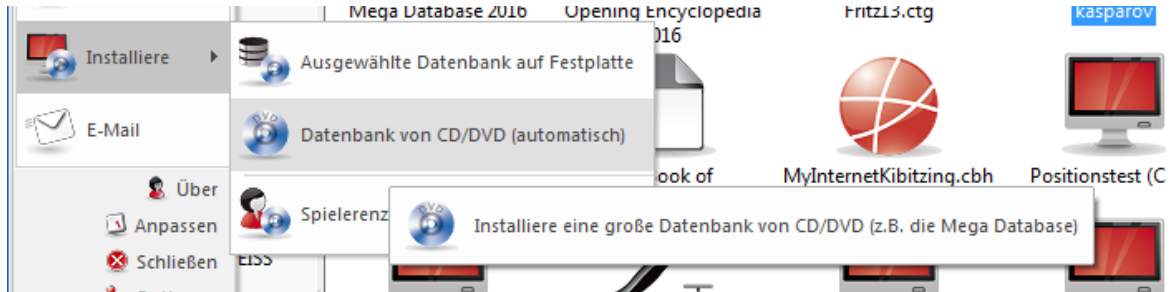 Mega Database 2016
Opening Encyclopedia
2016
Fritz13.ctg
kasparov
Installiere
Ausgewählte Datenbank auf Festplatte
E-Mail
Datenbank von CD/DVD (automatisch)
ook of
MyInternetKibitzing.cbh
Positionstest (C
Über
Anpassen
Spielerenz
Installiere eine große Datenbank von CD/DVD (z.B. die Mega Database)
Schließen
EISS